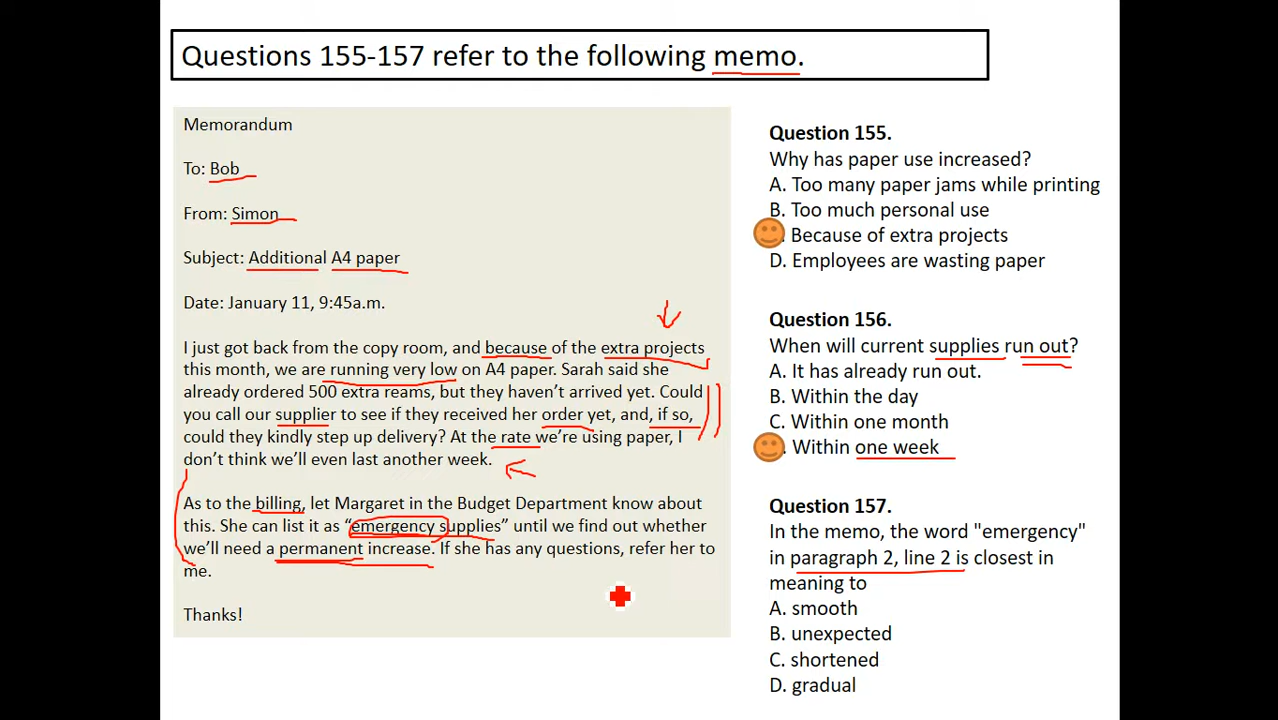 Questions 155-157 refer to the following memo.
Memorandum
To: Bob
From: Simon
Subject: Additional A4 paper
Date: January 11, 9:45a.m.
I just got back from the copy room, and because of the extra projects
this month, we are running very low on A4 paper. Sarah said she
already ordered 500 extra reams, but they haven't arrived yet. Could
you call our supplier to see if they received her order yet, and, if so,
could they kindly step up delivery? At the rate we're using paper, I
don't think we'll even last another week.
As to the billing, let Margaret in the Budget Department know about
this. She can list it as “emergency supplies” until we find out whether
we'll need a permanent increase. If she has any questions, refer her to
me.
Thanks!
Question 155.
Why has paper use increased?
A. Too many paper jams while printing
B. Too much personal use
Because of extra projects
D. Employees are wasting paper
Question 156.
When will current supplies run out?
A. It has already run out.
B. Within the day
C. Within one month
Within one week
Question 157.
In the memo, the word "emergency"
in paragraph 2, line 2 is closest in
meaning to
A. smooth
B. unexpected
C. shortened
D. gradual